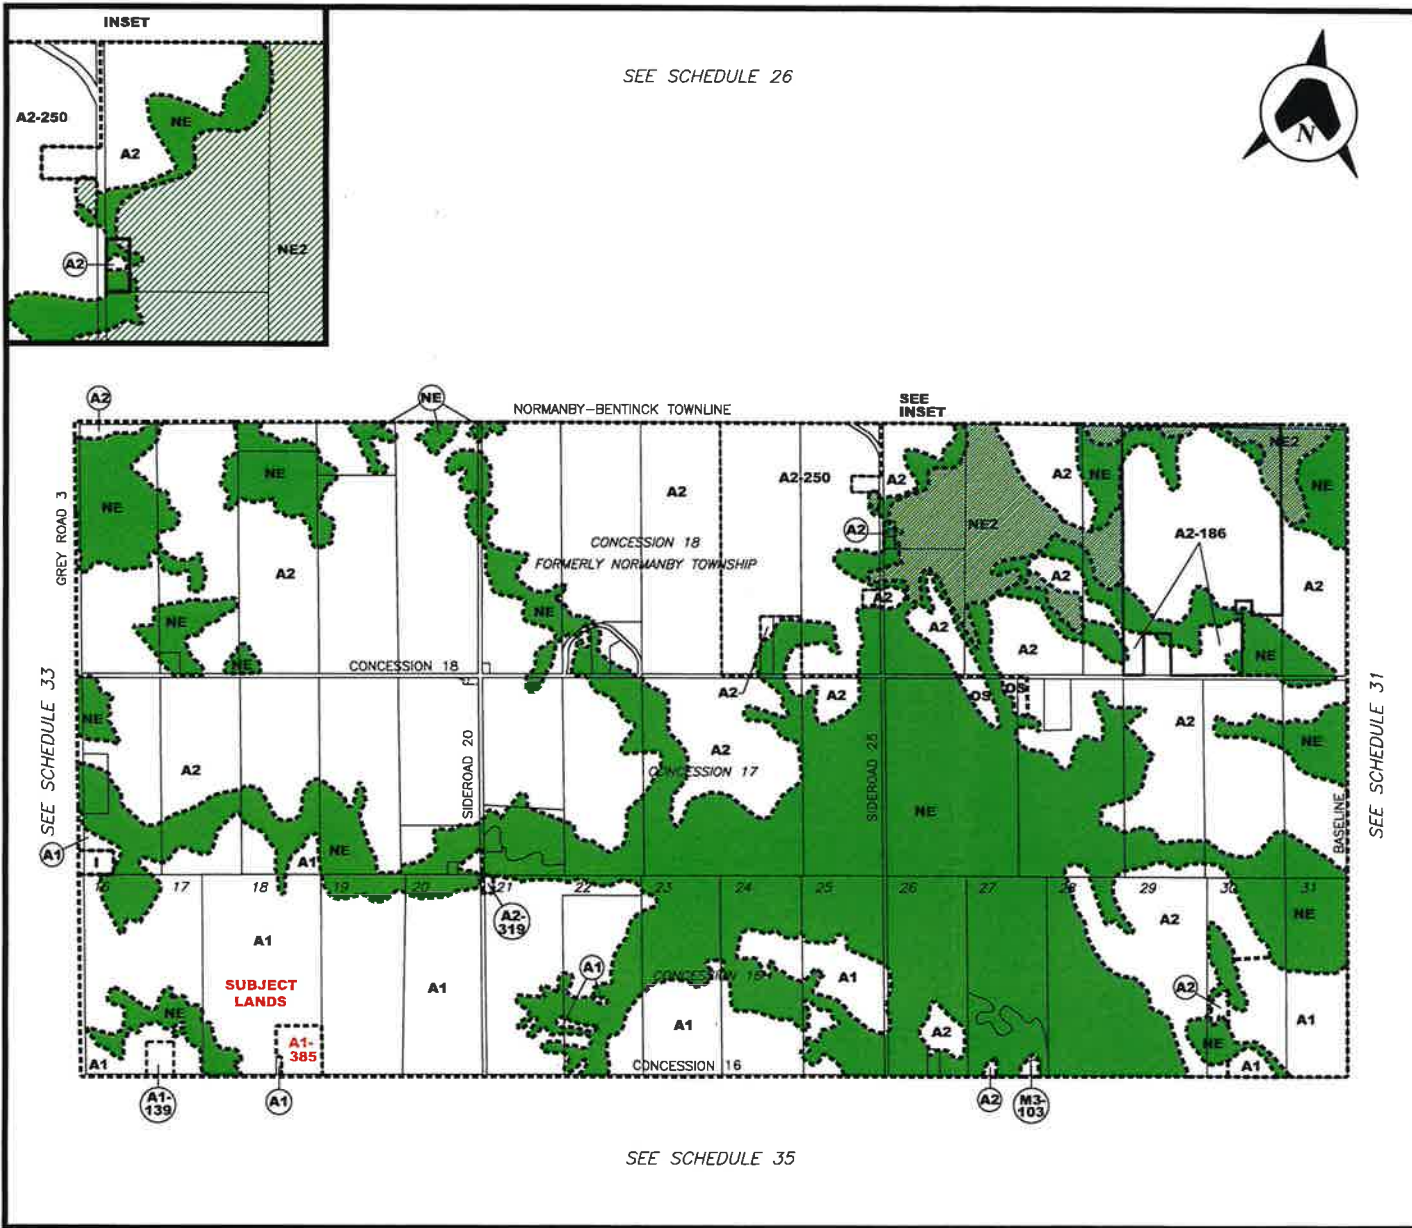 INSET
A2-250
NE
A2
NE2
A2
SEE SCHEDULE 26
N
A2
NE
NORMANBY-BENTINCK TOWNLINE
SEE
INSET
GREY ROAD 3
NE
NE
A2
A2
A2-250
A2
A2
NE
NE2
NE
A2
NE2
A2-186
CONCESSION 18
FORMERLY NORMANBY TOWNSHIP
A2
A2
A2
NE
NE
A2
A2
NE
NE
CONCESSION 18
A2
A2
OS
OS
SEE SCHEDULE 33
NE
A2
SIDEROAD 20
A2
CONCESSION 17
SIDEROAD 25
NE
A2
NE
BASELINE
SEE SCHEDULE 31
A1
I
A1
NE
16
17
18
19
20
21
22
23
24
25
26
27
28
29
30
31
A2-
319
A1
SUBJECT
LANDS
A1
A1
CONCESSION 16
A1
A2
NE
A2
NE
A1-
385
A1
A2
NE
A1
A1
A1
CONCESSION 16
A1-
139
A1
A2
M3-
103
SEE SCHEDULE 35